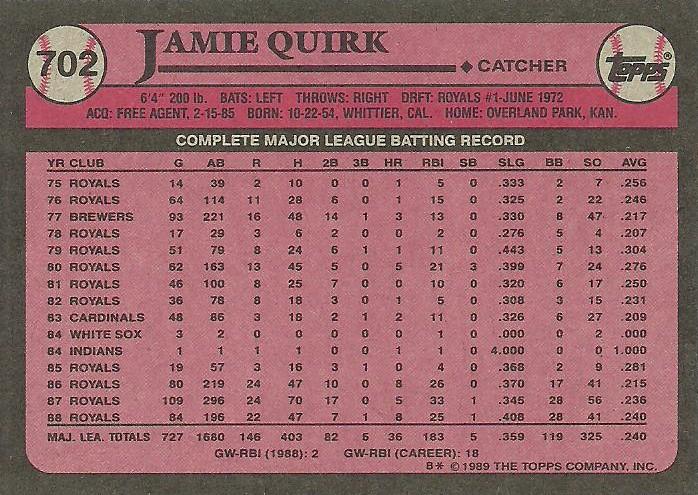 702
JAMIE QUIRK
◆ CATCHER
TOPPS®
6'4" 200 lb. BATS: LEFT THROWS: RIGHT DRFT: ROYALS #1-JUNE 1972
ACQ: FREE AGENT, 2-15-85 BORN: 10-22-54, WHITTIER, CAL. HOME: OVERLAND PARK, KAN.
COMPLETE MAJOR LEAGUE BATTING RECORD
YR CLUB G AB R H 2B 3B HR RBI SB SLG BB SO AVG
75 ROYALS 14 39 2 10 0 0 1 5 0 .333 2 7 .256
76 ROYALS 64 114 11 28 6 0 1 15 0 .325 2 22 .246
77 BREWERS 93 221 16 48 14 1 3 13 0 .330 8 47 .217
78 ROYALS 17 29 3 6 2 0 0 2 0 .276 5 4 .207
79 ROYALS 51 79 8 24 6 1 1 11 0 .443 5 13 .304
80 ROYALS 62 163 13 45 5 0 5 21 3 .399 7 24 .276
81 ROYALS 46 100 8 25 7 0 0 10 0 .320 6 17 .250
82 ROYALS 36 78 8 18 3 0 1 5 0 .308 3 15 .231
83 CARDINALS 48 86 3 18 2 1 2 11 0 .326 6 27 .209
84 WHITE SOX 3 2 0 0 0 0 0 1 0 .000 0 2 .000
84 INDIANS 1 1 1 1 0 0 1 1 0 4.000 0 0 1.000
85 ROYALS 19 57 3 16 3 1 0 4 0 .368 2 9 .281
86 ROYALS 80 219 24 47 10 0 8 26 0 .370 17 41 .215
87 ROYALS 109 296 24 70 17 0 5 33 1 .345 28 56 .236
88 ROYALS 84 196 22 47 7 1 8 25 1 .408 28 41 .240
MAJ. LEA. TOTALS 727 1680 146 403 82 5 36 183 5 .359 119 325 .240
GW-RBI (1988): 2 GW-RBI (CAREER): 18
B* © 1989 THE TOPPS COMPANY, INC.